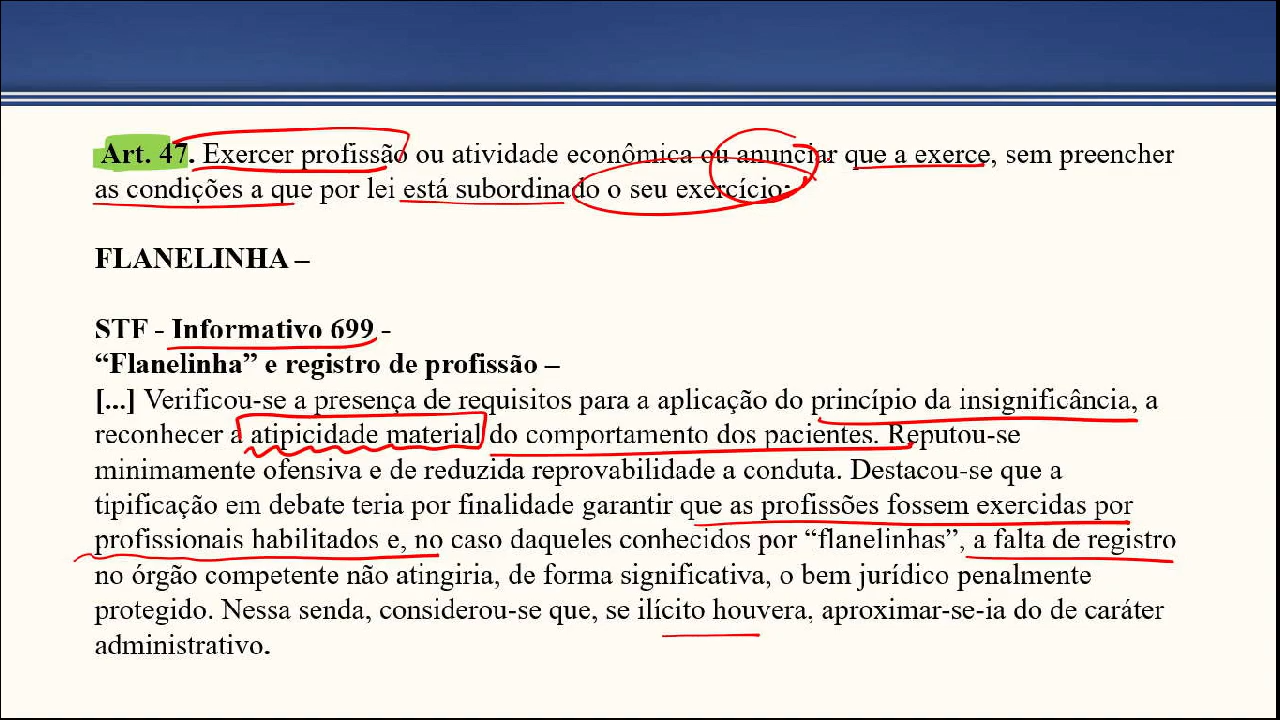 Art. 47. Exercer profissão ou atividade econômica ou anunciar que a exerce, sem preencher
as condições a que por lei está subordinado o seu exercício:
FLANELINHA –
STF - Informativo 699 -
“Flanelinha” e registro de profissão –
[...] Verificou-se a presença de requisitos para a aplicação do princípio da insignificância, a
reconhecer a atipicidade material do comportamento dos pacientes. Reputou-se
minimamente ofensiva e de reduzida reprovabilidade a conduta. Destacou-se que a
tipificação em debate teria por finalidade garantir que as profissões fossem exercidas por
profissionais habilitados e, no caso daqueles conhecidos por “flanelinhas”, a falta de registro
no órgão competente não atingiria, de forma significativa, o bem jurídico penalmente
protegido. Nessa senda, considerou-se que, se ilícito houvera, aproximar-se-ia do de caráter
administrativo.